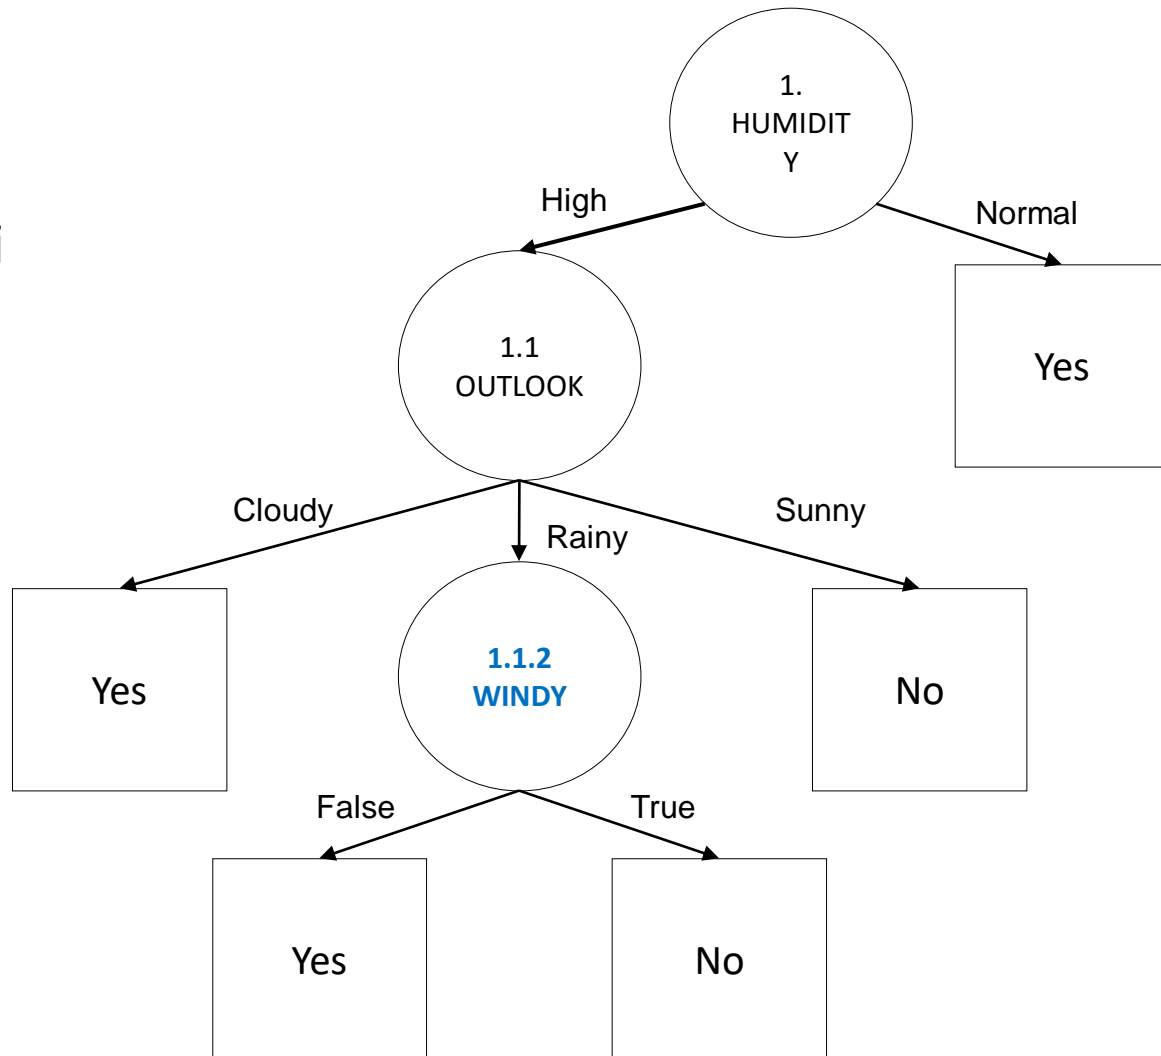 1.
HUMIDIT
Y
High
Normal
i
1.1
OUTLOOK
Yes
Cloudy
Rainy
Sunny
Yes
1.1.2
WINDY
No
False
True
Yes
No